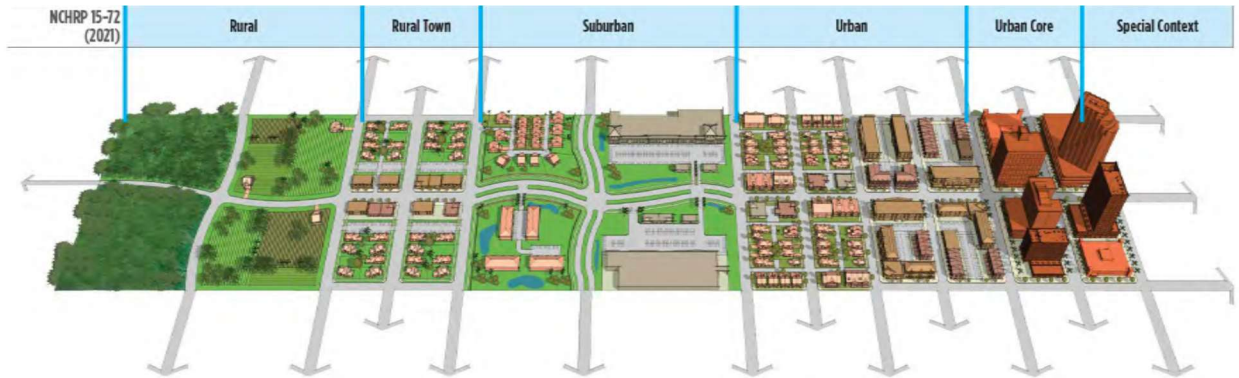 NCHRP 15-72
(2021)
Rural
Rural Town
Suburban
Urban
Urban Core
Special Context